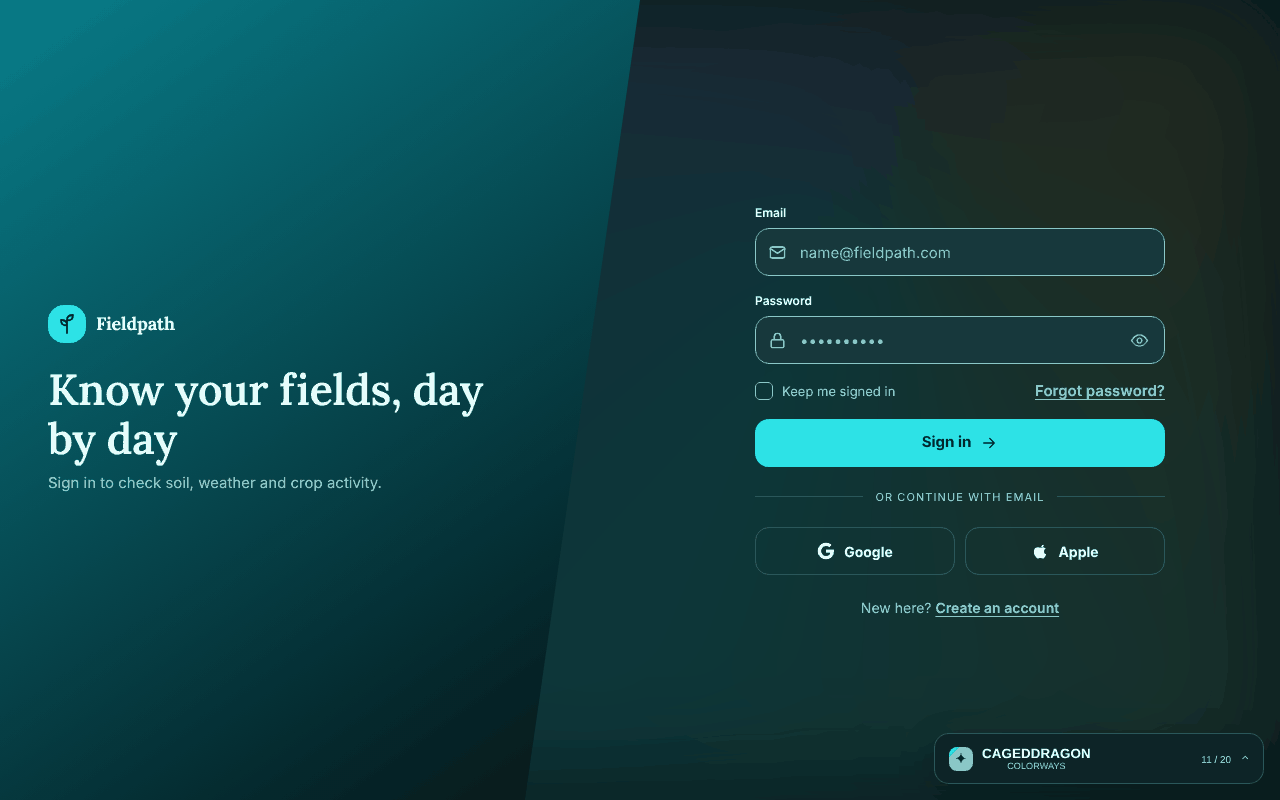 Fieldpath
Know your fields, day
by day
Sign in to check soil, weather and crop activity.
Email
name@fieldpath.com
Password
••••••••••
Keep me signed in
Forgot password?
Sign in →
OR CONTINUE WITH EMAIL
Google
Apple
New here? Create an account
CAGEDDRAGON
COLORWAYS
11 / 20